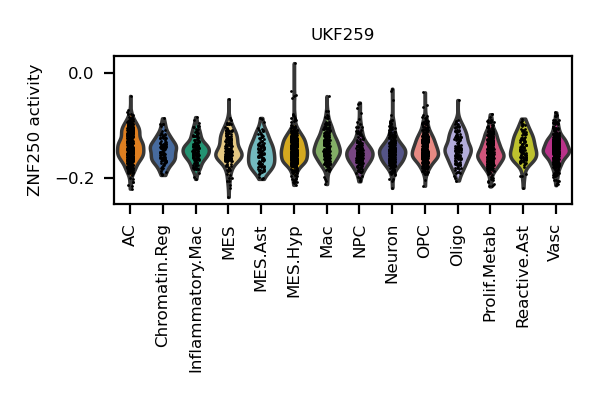 UKF259
ZNF250 activity
0.0
−0.2
AC
Chromatin.Reg
Inflammatory.Mac
MES
MES.Ast
MES.Hyp
Mac
NPC
Neuron
OPC
Oligo
Prolif.Metab
Reactive.Ast
Vasc